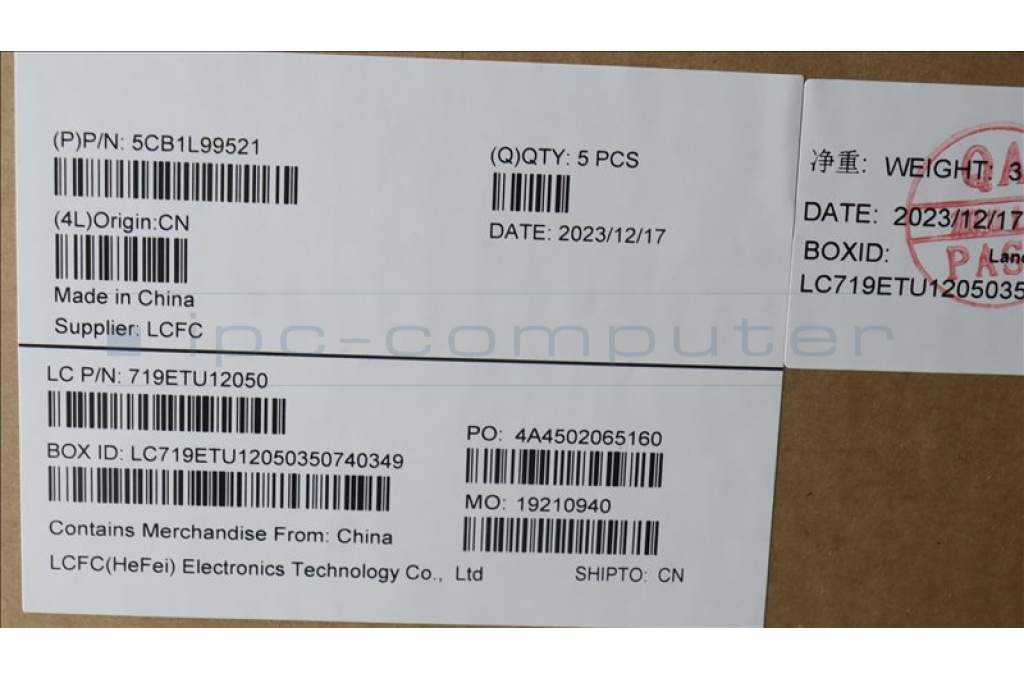 (P)P/N: 5CB1L99521
(Q)QTY: 5 PCS
(4L)Origin:CN
DATE: 2023/12/17
Made in China
Supplier: LCFC
净重: WEIGHT: 3
QA
DATE: 2023/12/17
PAS
BOXID:
LC719ETU1205035
ipc-computer
LC P/N: 719ETU12050
BOX ID: LC719ETU12050350740349
PO: 4A4502065160
MO: 19210940
Contains Merchandise From: China
LCFC(HeFei) Electronics Technology Co., Ltd
SHIPTO: CN